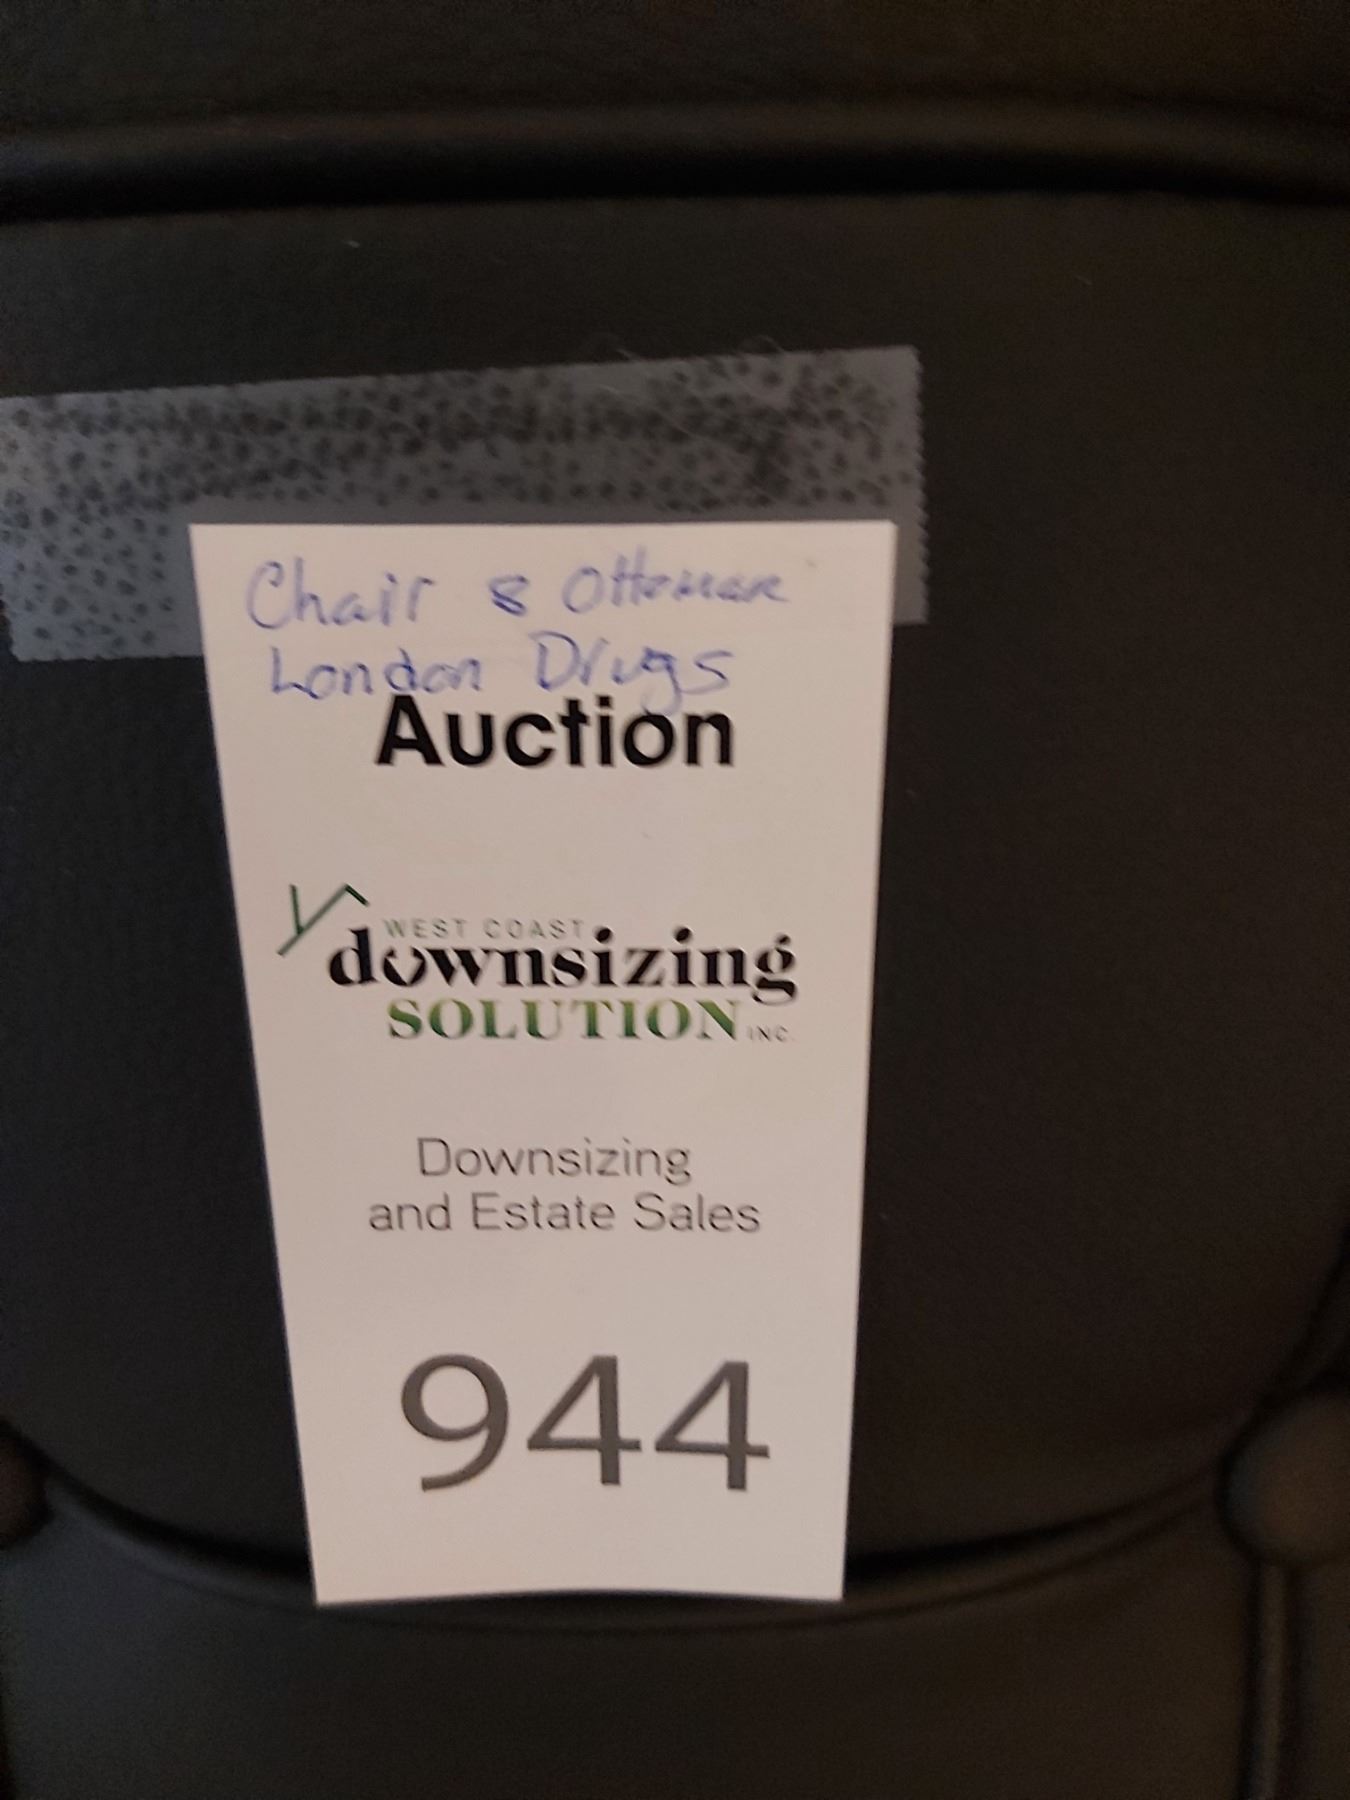 Chair & Ottoman
London Drugs
Auction
WEST COAST
downsizing
SOLUTION INC.
Downsizing
and Estate Sales
944